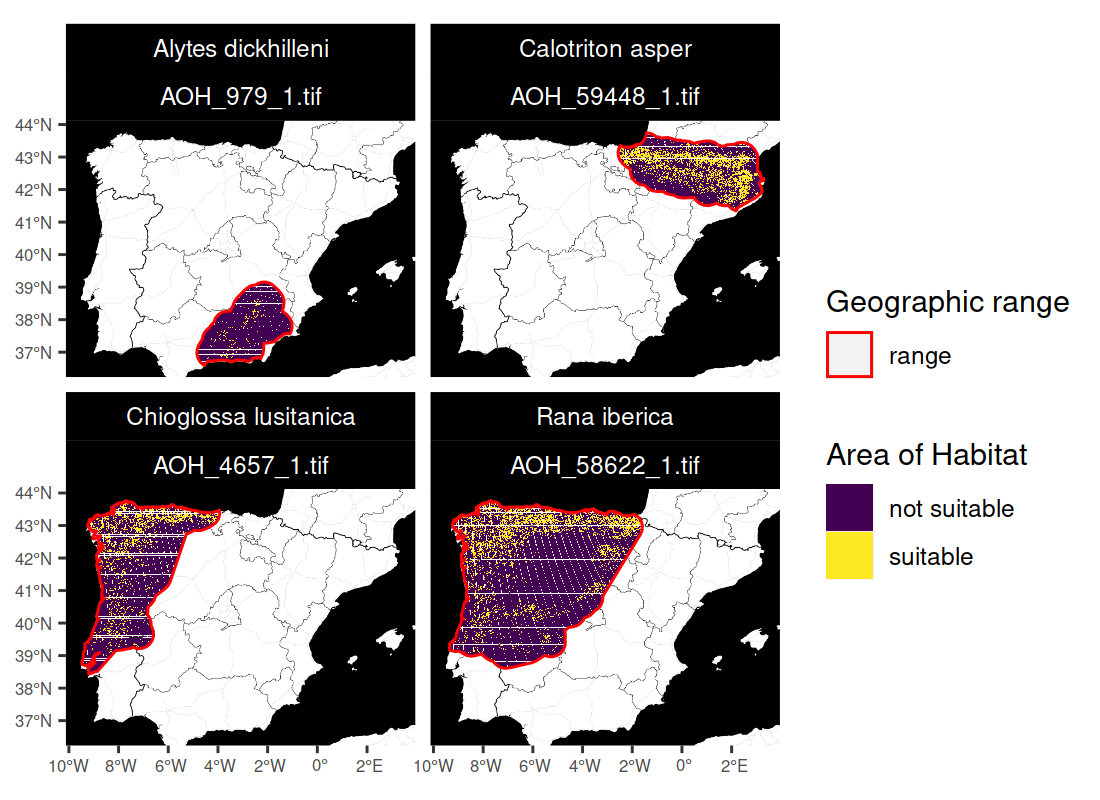 Alytes dickhilleni
Calotriton asper
AOH_979_1.tif
AOH_59448_1.tif
44°N
43°N
42°N
41°N
40°N
39°N
38°N
37°N
Chioglossa lusitanica
Rana iberica
AOH_4657_1.tif
AOH_58622_1.tif
44°N
43°N
42°N
41°N
40°N
39°N
38°N
37°N
10°W 8°W 6°W 4°W 2°W 0° 2°E
10°W 8°W 6°W 4°W 2°W 0° 2°E
Geographic range
range
Area of Habitat
not suitable
suitable